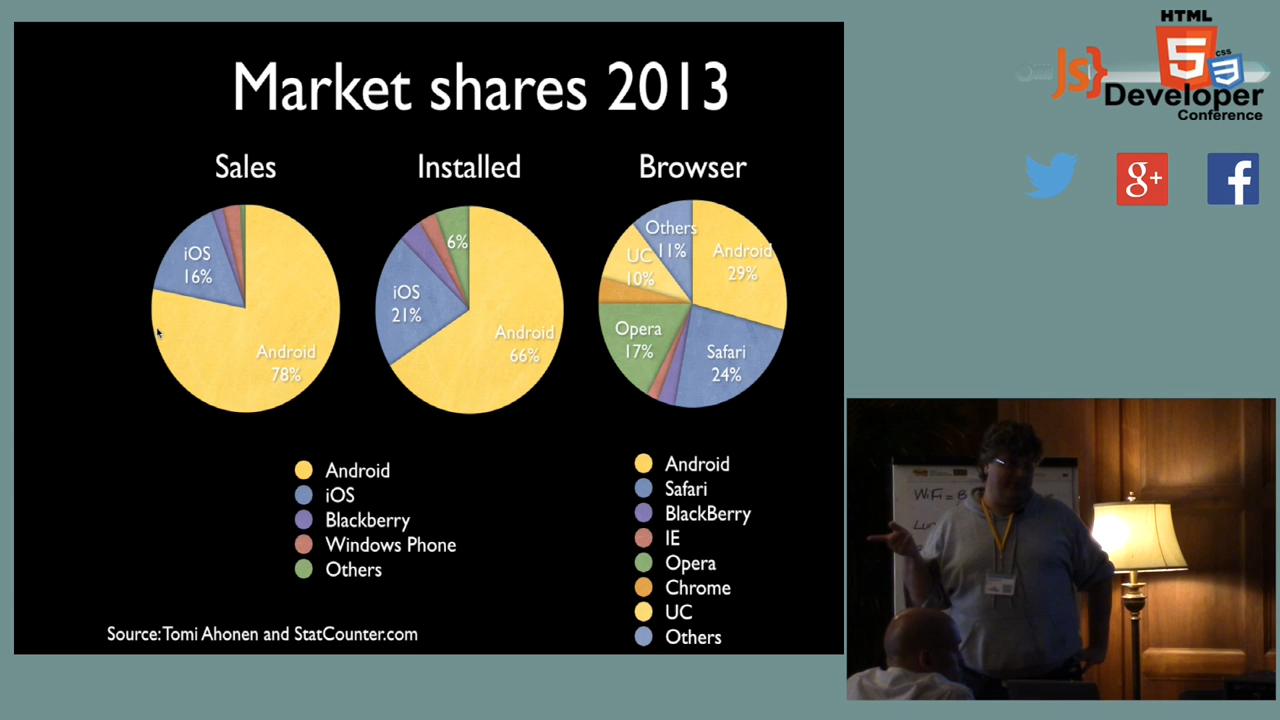 Market shares 2013
Sales
Installed
Browser
iOS
16%
Android
78%
6%
iOS
21%
Android
66%
Others
11%
Android
29%
UC
10%
Opera
17%
Safari
24%
Android
iOS
Blackberry
Windows Phone
Others
Android
Safari
BlackBerry
IE
Opera
Chrome
UC
Others
Source: Tomi Ahonen and StatCounter.com
HTML
5
CSS
3
JS}
Developer
Conference
g+
f
WiFi =